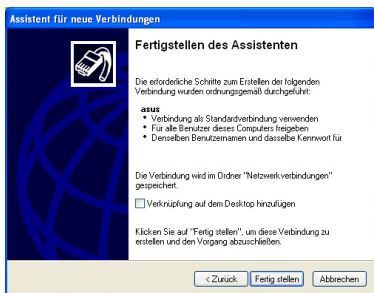 Assistent für neue Verbindungen
Fertigstellen des Assistenten
Die erforderliche Schritte zum Erstellen der folgenden
Verbindung wurden ordnungsgemäß durchgeführt:
asus
• Verbindung als Standardverbindung verwenden
• Für alle Benutzer dieses Computers freigeben
• Denselben Benutzernamen und dasselbe Kennwort für
Die Verbindung wird im Ordner "Netzwerkverbindungen"
gespeichert.
Verknüpfung auf dem Desktop hinzufügen
Klicken Sie auf "Fertig stellen", um diese Verbindung zu
erstellen und den Vorgang abzuschließen.
< Zurück Fertig stellen Abbrechen